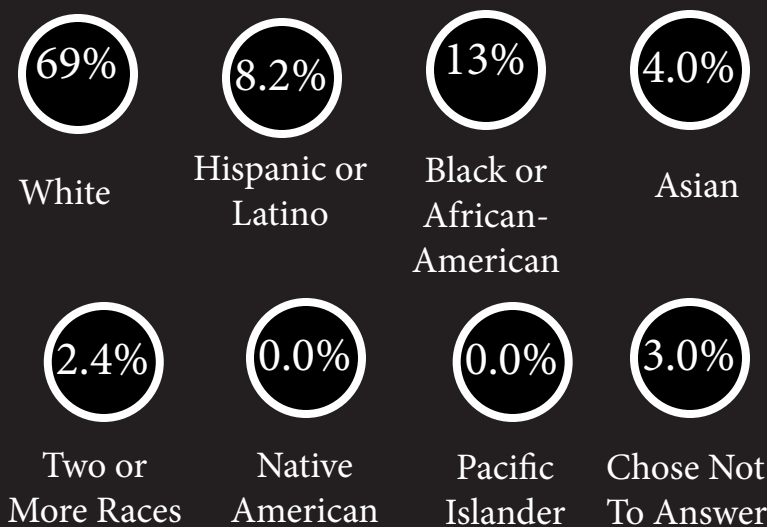 69%
White
8.2%
Hispanic or
Latino
13%
Black or
African-
American
4.0%
Asian
2.4%
Two or
More Races
0.0%
Native
American
0.0%
Pacific
Islander
3.0%
Chose Not
To Answer